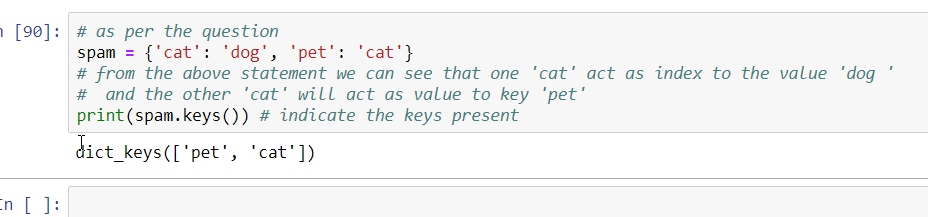 n [90]: # as per the question
spam = {'cat': 'dog', 'pet': 'cat'}
# from the above statement we can see that one 'cat' act as index to the value 'dog '
#  and the other 'cat' will act as value to key 'pet'
print(spam.keys()) # indicate the keys present
dict_keys(['pet', 'cat'])
In [ ]: